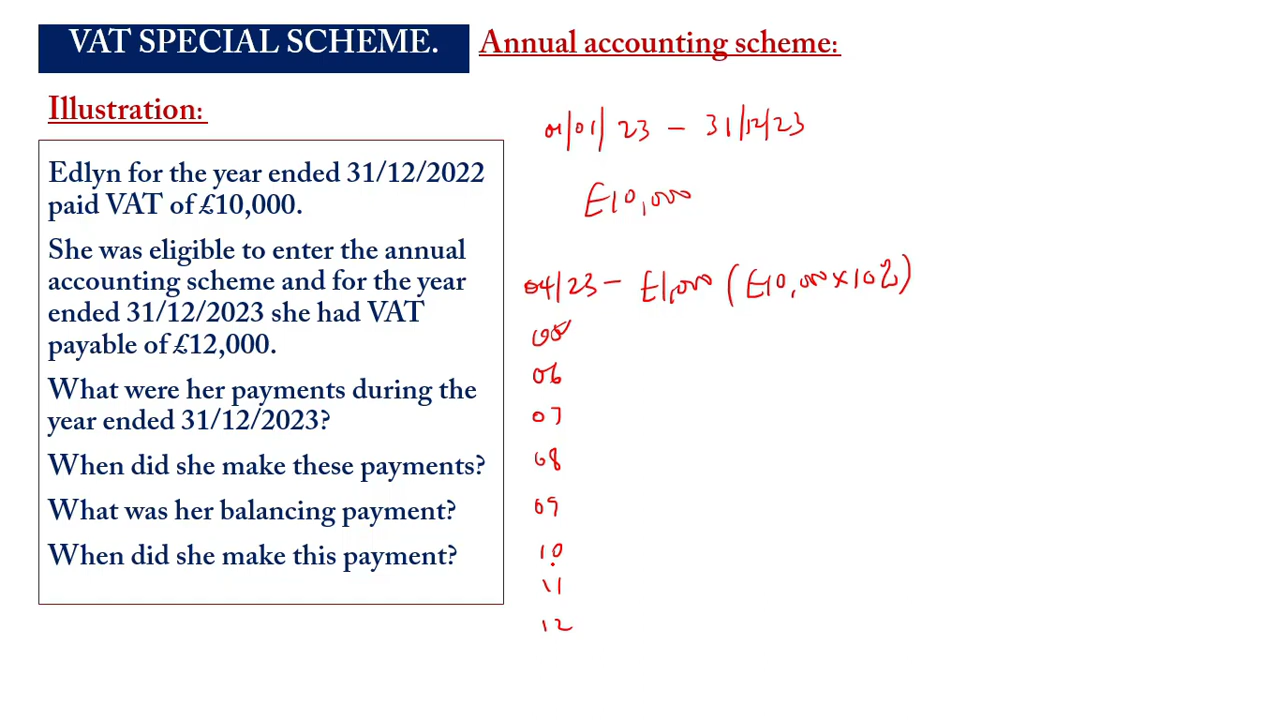 VAT SPECIAL SCHEME.
Annual accounting scheme:
Illustration:
Edlyn for the year ended 31/12/2022
paid VAT of £10,000.
She was eligible to enter the annual
accounting scheme and for the year
ended 31/12/2023 she had VAT
payable of £12,000.
What were her payments during the
year ended 31/12/2023?
When did she make these payments?
What was her balancing payment?
When did she make this payment?
01/01/23 – 31/12/23
£10,000
04/23 – £1,000 (£10,000 × 10%)
05
06
07
08
09
10
11
12